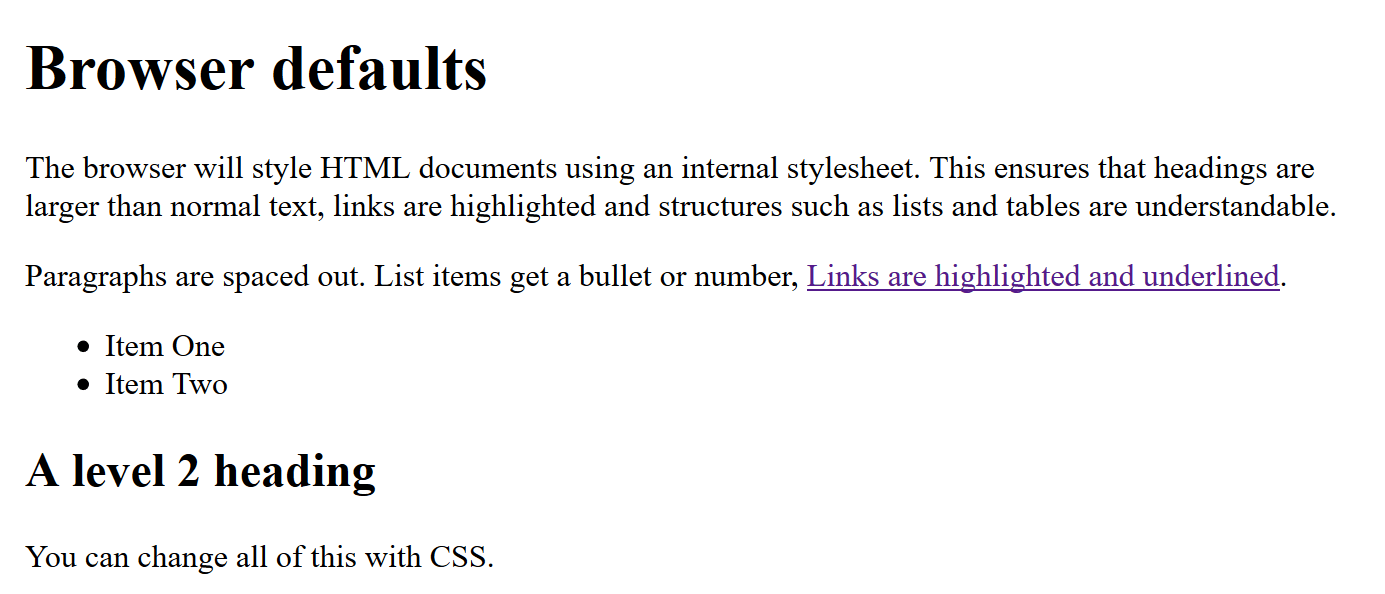 Browser defaults
The browser will style HTML documents using an internal stylesheet. This ensures that headings are
larger than normal text, links are highlighted and structures such as lists and tables are understandable.
Paragraphs are spaced out. List items get a bullet or number, Links are highlighted and underlined.
• Item One
• Item Two
A level 2 heading
You can change all of this with CSS.